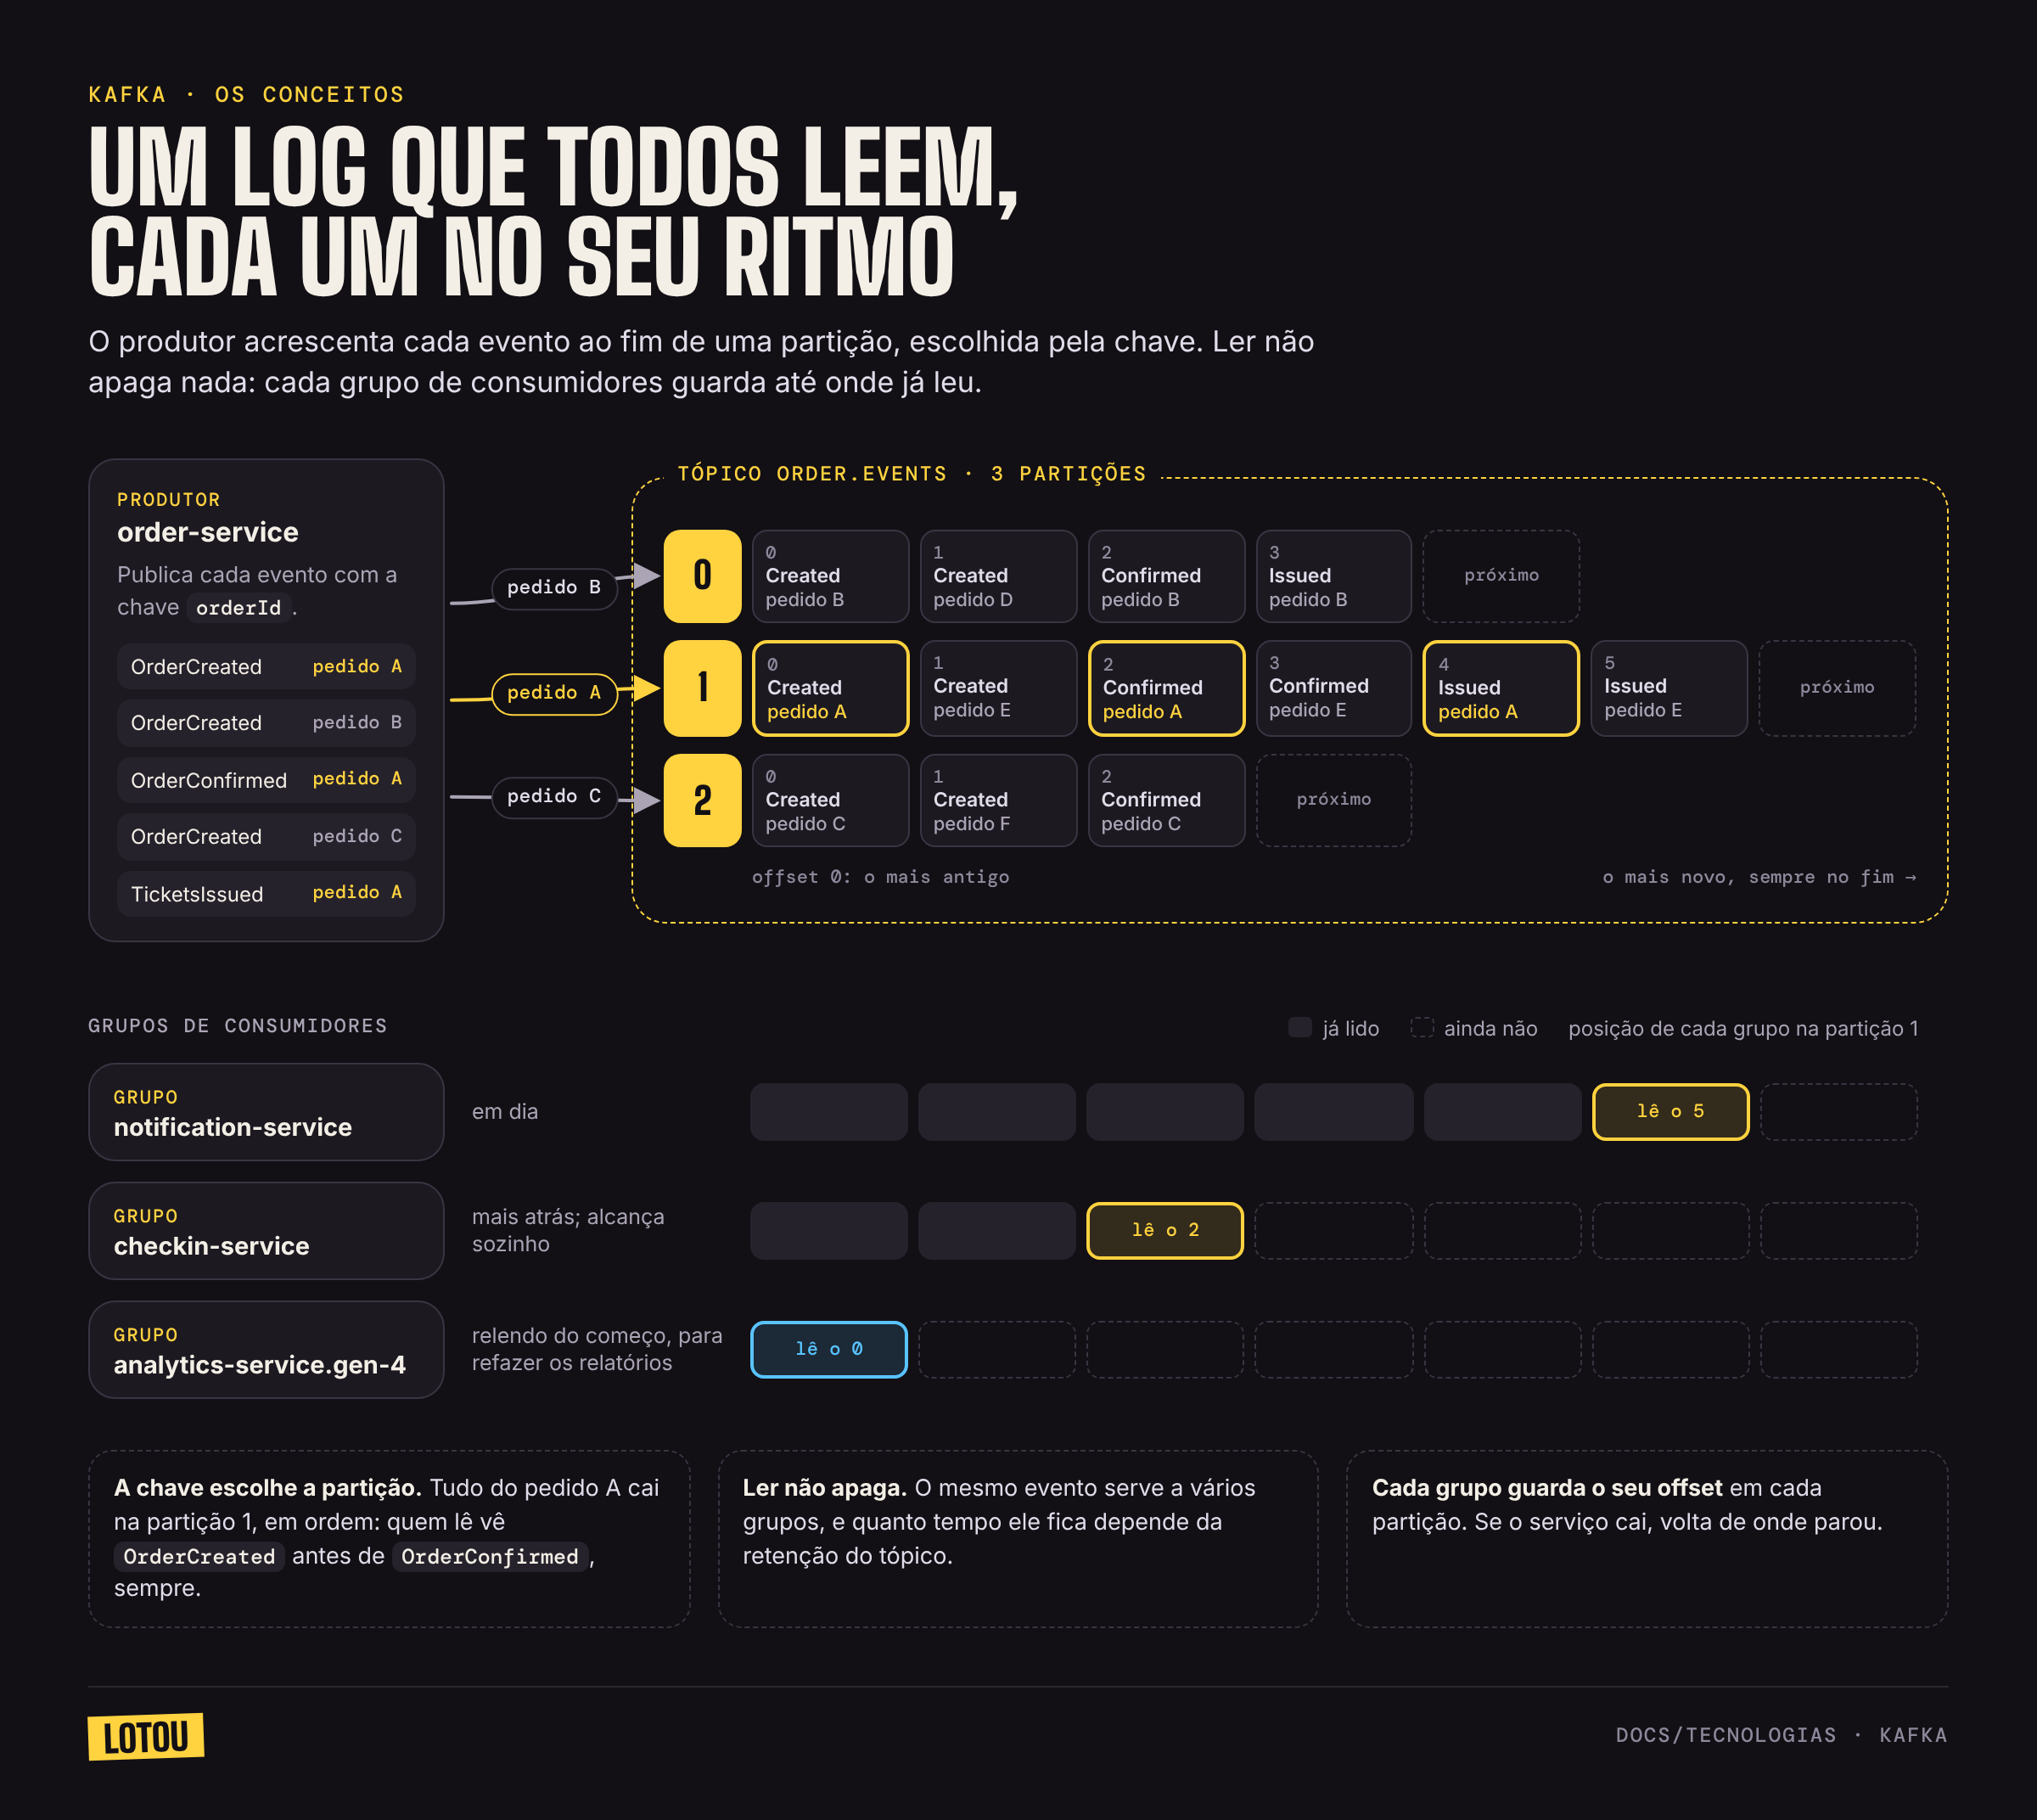 KAFKA · OS CONCEITOS
UM LOG QUE TODOS LEEM,
CADA UM NO SEU RITMO
O produtor acrescenta cada evento ao fim de uma partição, escolhida pela chave. Ler não
apaga nada: cada grupo de consumidores guarda até onde já leu.
PRODUTOR
order-service
Publica cada evento com a
chave orderId.
OrderCreated pedido A
OrderCreated pedido B
OrderConfirmed pedido A
OrderCreated pedido C
TicketsIssued pedido A
pedido B
pedido A
pedido C
TÓPICO ORDER.EVENTS · 3 PARTIÇÕES
0
0
Created
pedido B
1
Created
pedido D
2
Confirmed
pedido B
3
Issued
pedido B
próximo
1
0
Created
pedido A
1
Created
pedido E
2
Confirmed
pedido A
3
Confirmed
pedido E
4
Issued
pedido A
5
Issued
pedido E
próximo
2
0
Created
pedido C
1
Created
pedido F
2
Confirmed
pedido C
próximo
offset 0: o mais antigo
o mais novo, sempre no fim →
GRUPOS DE CONSUMIDORES
já lido
ainda não
posição de cada grupo na partição 1
GRUPO
notification-service
em dia
lê o 5
GRUPO
checkin-service
mais atrás; alcança
sozinho
lê o 2
GRUPO
analytics-service.gen-4
relendo do começo, para
refazer os relatórios
lê o 0
A chave escolhe a partição. Tudo do pedido A cai
na partição 1, em ordem: quem lê vê
OrderCreated antes de OrderConfirmed,
sempre.
Ler não apaga. O mesmo evento serve a vários
grupos, e quanto tempo ele fica depende da
retenção do tópico.
Cada grupo guarda o seu offset em cada
partição. Se o serviço cai, volta de onde parou.
LOTOU
DOCS/TECNOLOGIAS · KAFKA